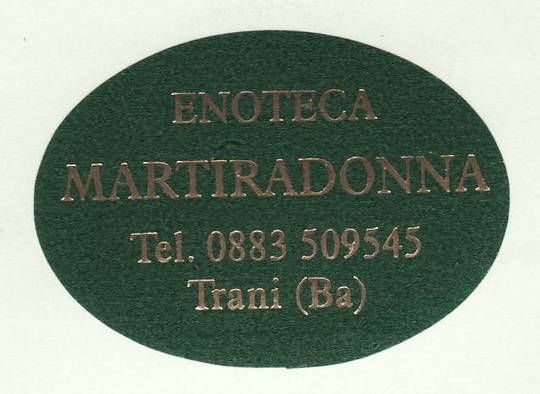 ENOTECA
MARTIRADONNA
Tel. 0883 509545
Trani (Ba)